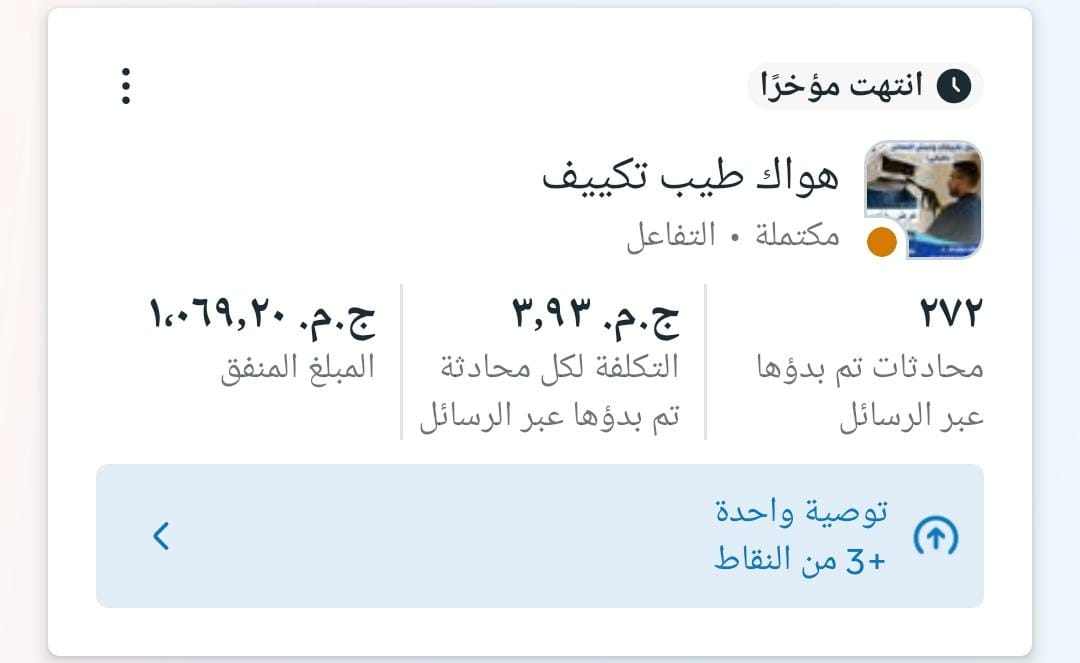 انتهت مؤخرًا
هواك طيب تكييف
مكتملة • التفاعل
٢٧٢
محادثات تم بدؤها
عبر الرسائل
ج.م. ٣,٩٣
التكلفة لكل محادثة
تم بدؤها عبر الرسائل
ج.م. ١،٠٦٩,٢٠
المبلغ المنفق
توصية واحدة
+3 من النقاط